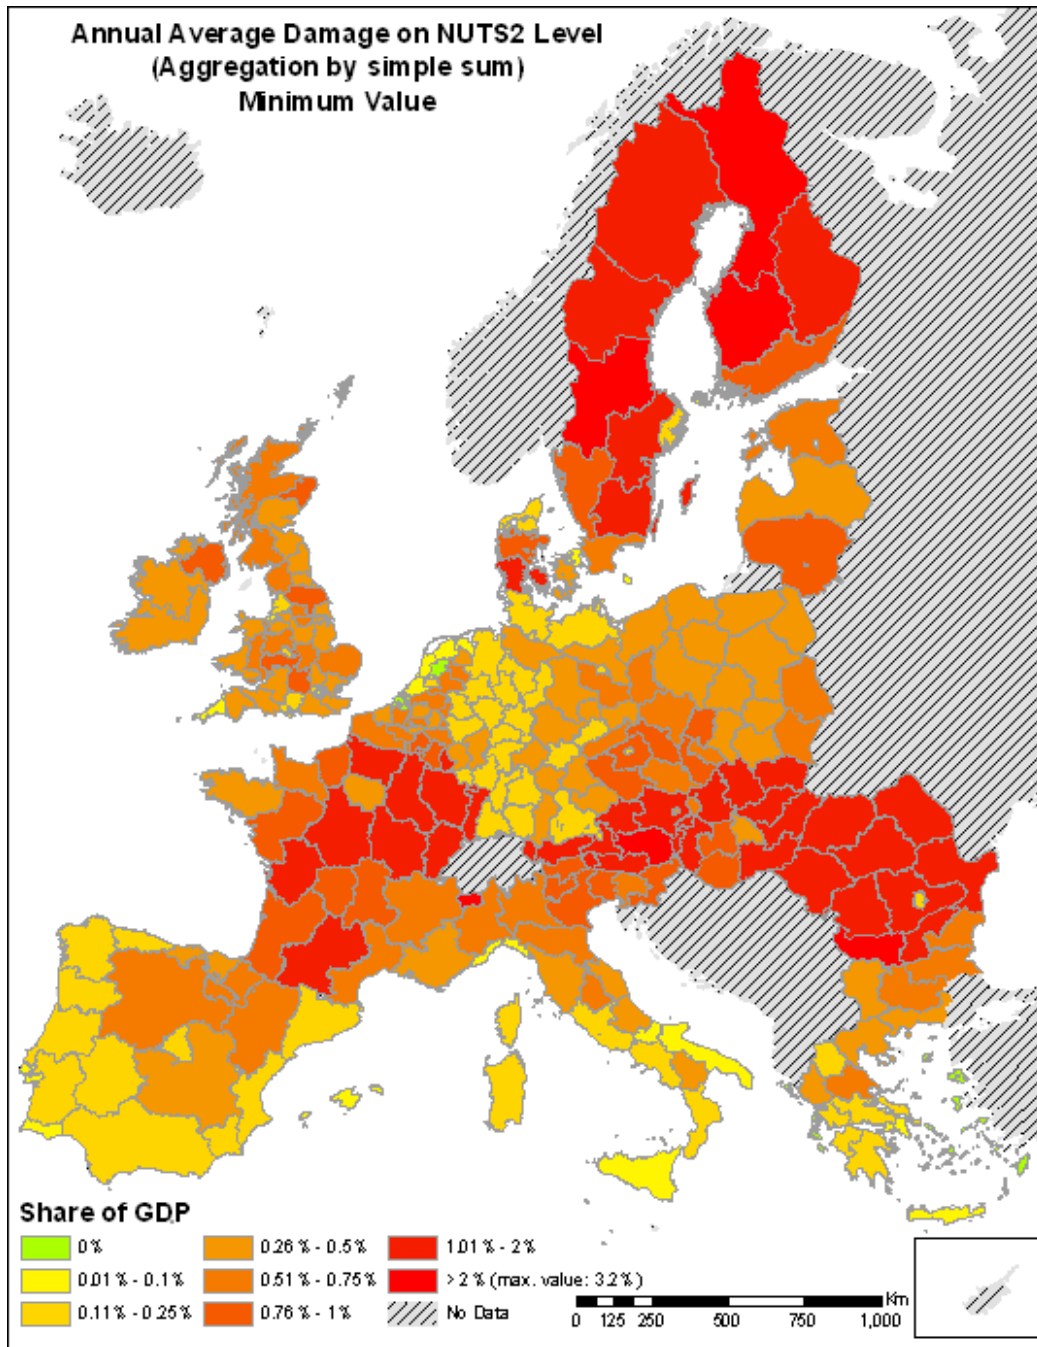 Annual Average Damage on NUTS2 Level
(Aggregation by simple sum)
Minimum Value
Share of GDP
0%
0.01% - 0.1%
0.11% - 0.25%
0.26% - 0.5%
0.51% - 0.75%
0.76% - 1%
1.01% - 2%
> 2% (max. value: 3.2%)
No Data
Km
0 125 250 500 750 1,000